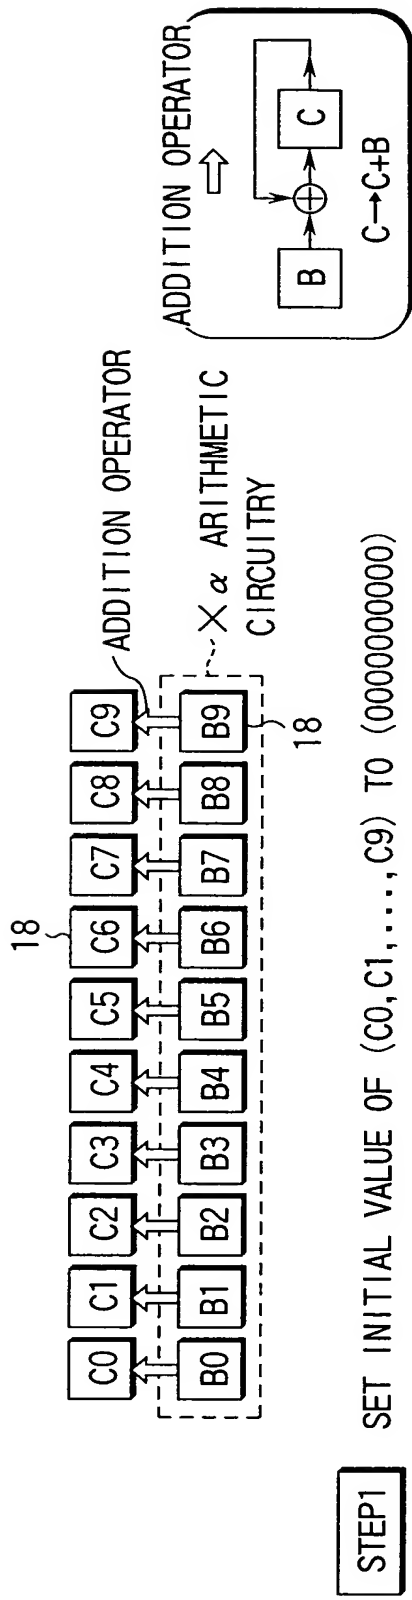 18
C0 C1 C2 C3 C4 C5 C6 C7 C8 C9
ADDITION OPERATOR
B0 B1 B2 B3 B4 B5 B6 B7 B8 B9
×α ARITHMETIC
CIRCUITRY
18
ADDITION OPERATOR
B C
C→C+B
STEP1 SET INITIAL VALUE OF (C0,C1,....,C9) TO (0000000000)